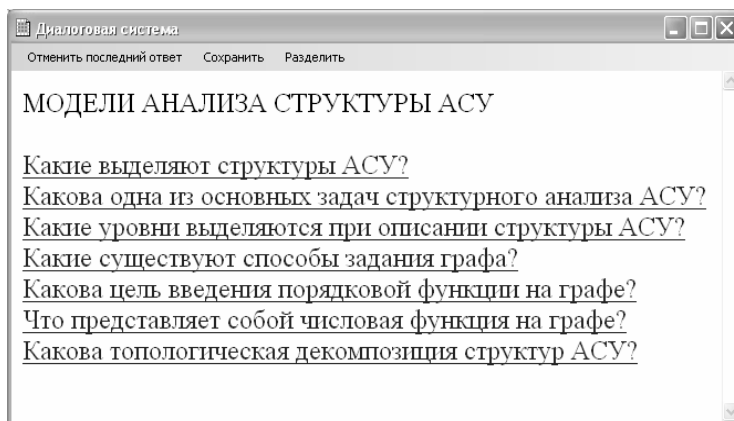 Диалоговая система
Отменить последний ответ Сохранить Разделить
МОДЕЛИ АНАЛИЗА СТРУКТУРЫ АСУ
Какие выделяют структуры АСУ?
Какова одна из основных задач структурного анализа АСУ?
Какие уровни выделяются при описании структуры АСУ?
Какие существуют способы задания графа?
Какова цель введения порядковой функции на графе?
Что представляет собой числовая функция на графе?
Какова топологическая декомпозиция структур АСУ?